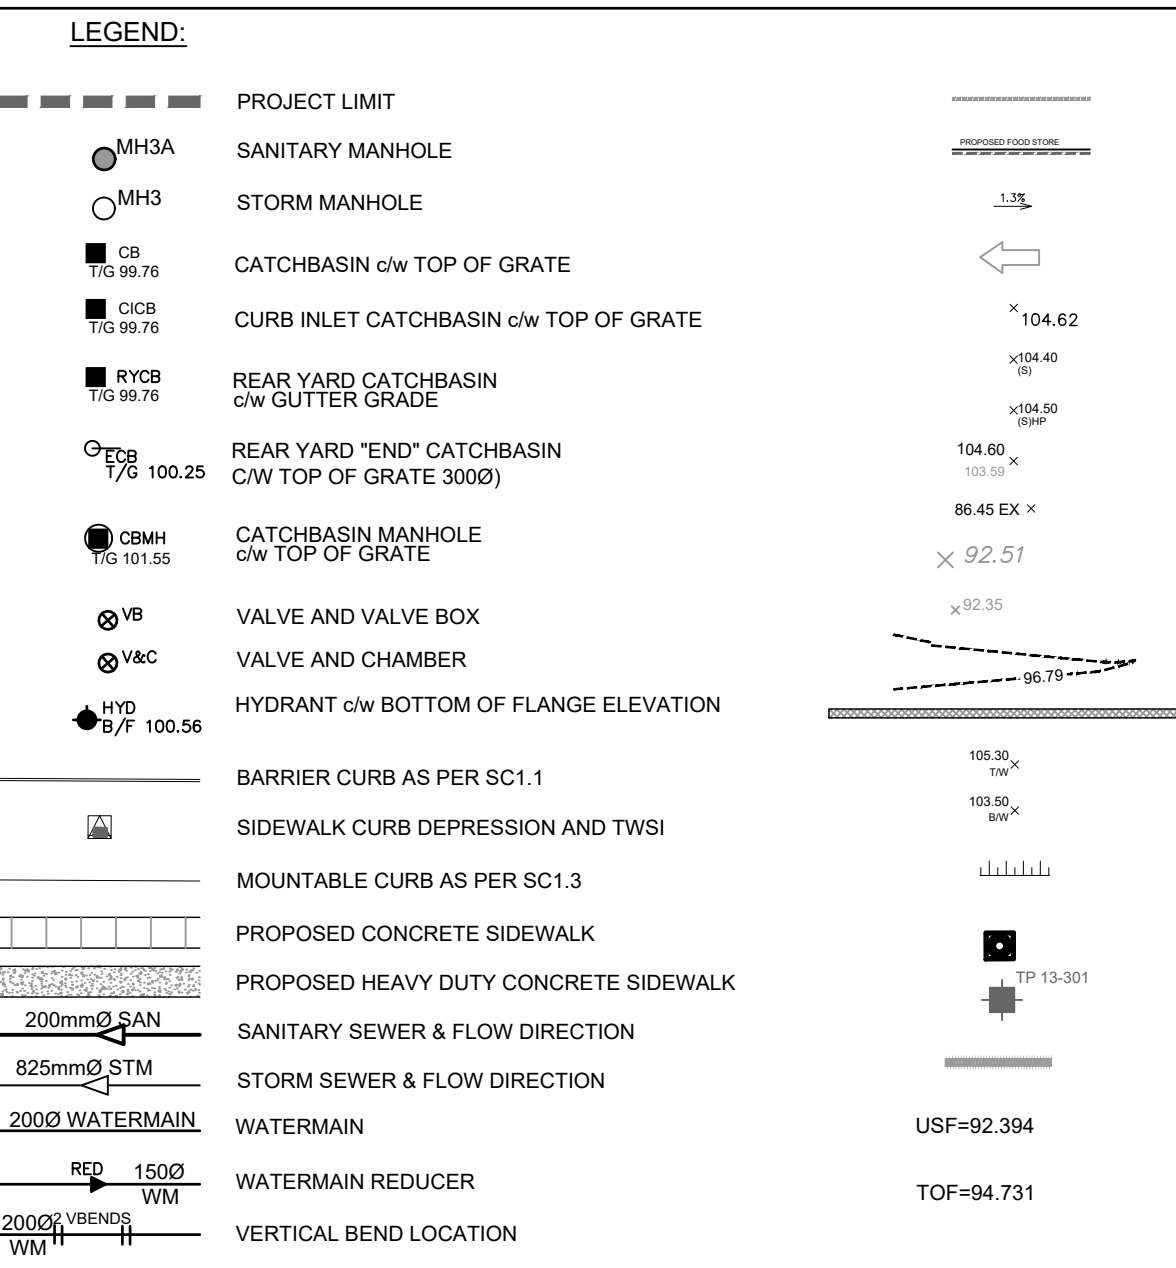 LEGEND:
PROJECT LIMIT
MH3A
SANITARY MANHOLE
MH3
STORM MANHOLE
CB
T/G 99.76
CATCHBASIN c/w TOP OF GRATE
CICB
T/G 99.76
CURB INLET CATCHBASIN c/w TOP OF GRATE
RYCB
T/G 99.76
REAR YARD CATCHBASIN
c/w GUTTER GRADE
ECB
T/G 100.25
REAR YARD "END" CATCHBASIN
C/W TOP OF GRATE 300Ø)
CBMH
T/G 101.55
CATCHBASIN MANHOLE
c/w TOP OF GRATE
VB
VALVE AND VALVE BOX
V&C
VALVE AND CHAMBER
HYD
B/F 100.56
HYDRANT c/w BOTTOM OF FLANGE ELEVATION
BARRIER CURB AS PER SC1.1
SIDEWALK CURB DEPRESSION AND TWSI
MOUNTABLE CURB AS PER SC1.3
PROPOSED CONCRETE SIDEWALK
PROPOSED HEAVY DUTY CONCRETE SIDEWALK
200mmØ SAN
SANITARY SEWER & FLOW DIRECTION
825mmØ STM
STORM SEWER & FLOW DIRECTION
200Ø WATERMAIN
WATERMAIN
RED 150Ø
WM
WATERMAIN REDUCER
200Ø 2 VBENDS
WM
VERTICAL BEND LOCATION
PROPOSED FOOD STORE
1.3%
104.62
104.40
(S)
104.50
(S)HP
104.60
103.59
86.45 EX
92.51
92.35
96.79
105.30
T/W
103.50
B/W
TP 13-301
USF=92.394
TOF=94.731